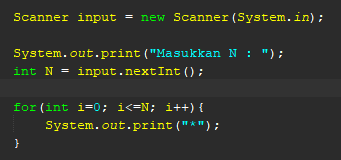 Scanner input = new Scanner(System.in);
System.out.print("Masukkan N : ");
int N = input.nextInt();
for(int i=0; i<=N; i++){
    System.out.print("*");
}